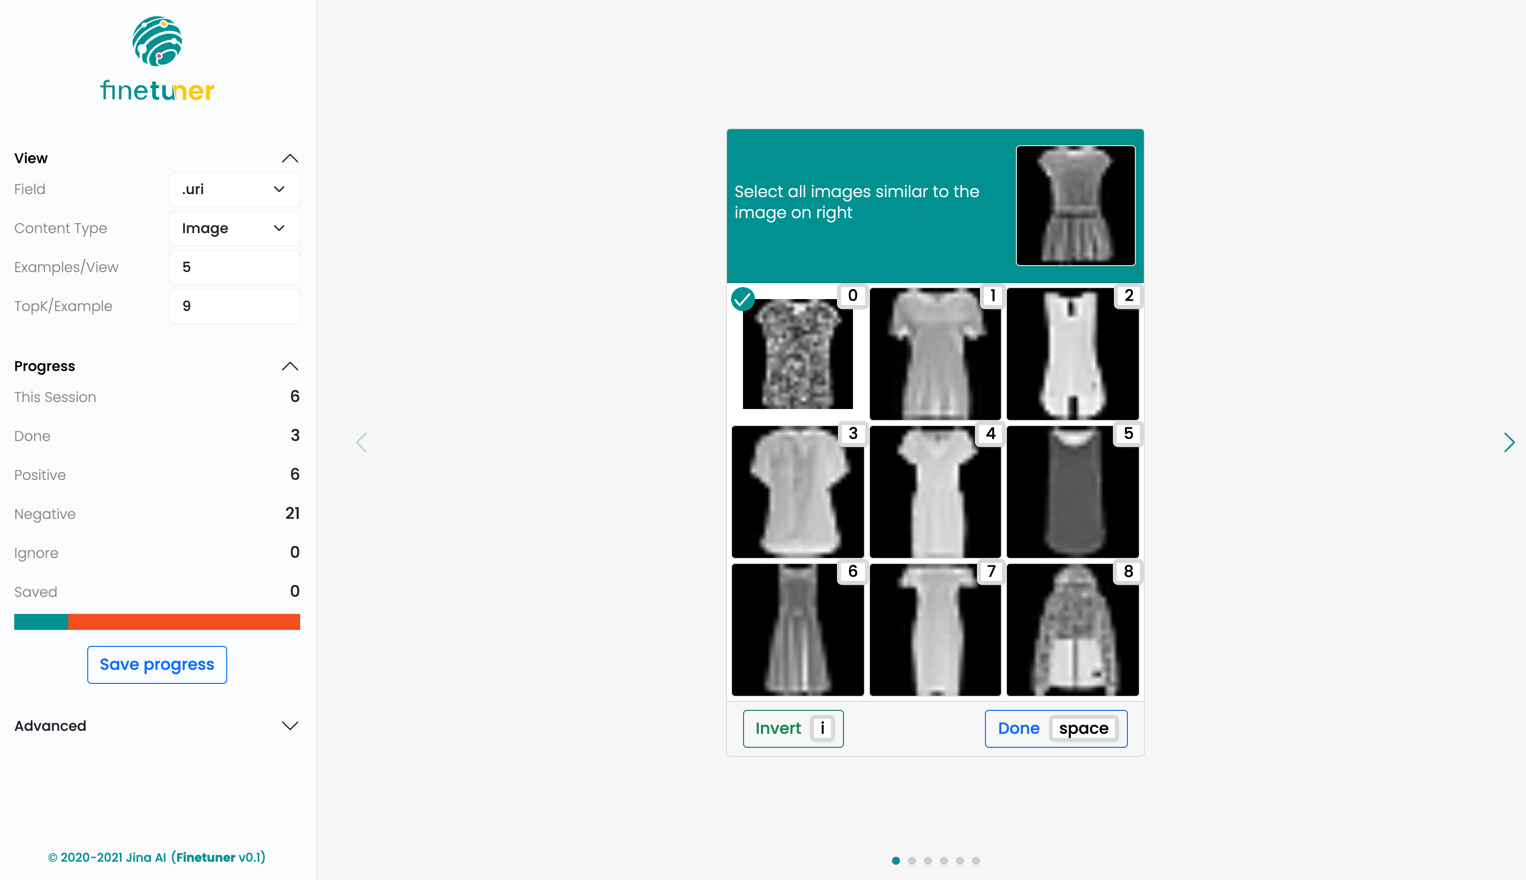 finetuner
View
Field
.uri
Content Type
Image
Examples/View
5
TopK/Example
9
Progress
This Session
6
Done
3
Positive
6
Negative
21
Ignore
0
Saved
0
Save progress
Advanced
© 2020-2021 Jina AI (Finetuner v0.1)
Select all images similar to the
image on right
0
1
2
3
4
5
6
7
8
Invert i
Done space